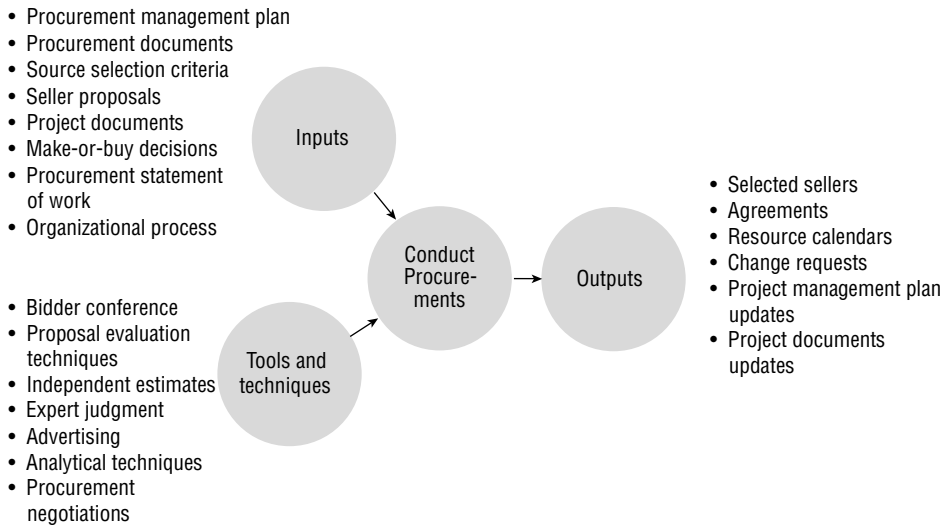 • Procurement management plan
• Procurement documents
• Source selection criteria
• Seller proposals
• Project documents
• Make-or-buy decisions
• Procurement statement
of work
• Organizational process
Inputs
• Bidder conference
• Proposal evaluation
techniques
• Independent estimates
• Expert judgment
• Advertising
• Analytical techniques
• Procurement
negotiations
Tools and
techniques
Conduct
Procure-
ments
Outputs
• Selected sellers
• Agreements
• Resource calendars
• Change requests
• Project management plan
updates
• Project documents
updates